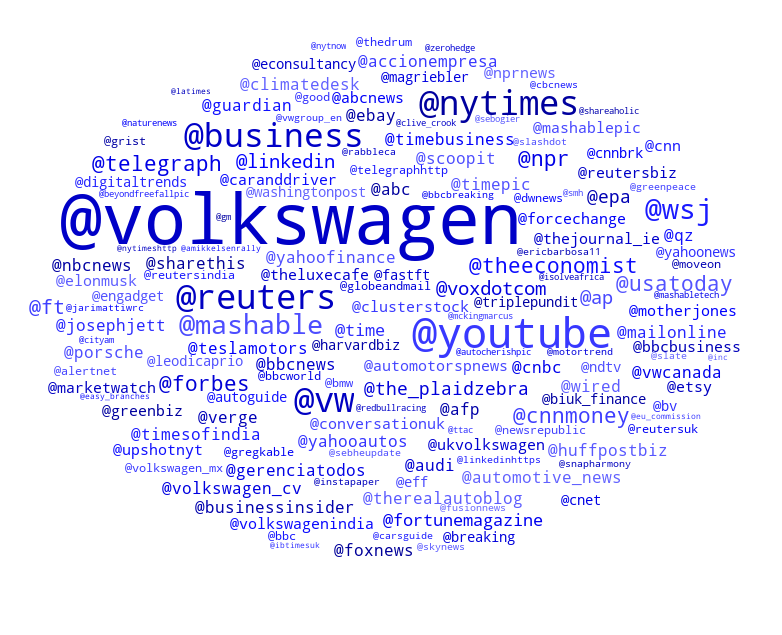 @nytnow @thedrum @zerohedge
@econsultancy @accionempresa
@climatedesk @magriebler @nprnews @cbcnews
@latimes @good @abcnews @nytimes @shareaholic
@guardian @vwgroup_en @ebay @clive_crook @sebogier
@naturenews @business @timebusiness @mashablepic
@grist @rabbleca @slashdot @cnn
@telegraph @linkedin @telegraphhttp @scoopit @npr @cnnbrk
@digitaltrends @caranddriver @timepic @reutersbiz
@beyondfreefallpic @washingtonpost @abc @bbcbreaking @dwnews @smh @epa @greenpeace
@volkswagen @gm @forcechange @wsj
@nytimeshttp @amikkelsenrally @thejournal_ie @qz
@nbcnews @sharethis @yahoofinance @theeconomist @ericbarbosa11 @yahoonews
@elonmusk @reutersindia @theluxecafe @fastft @isolveafrica @moveon
@engadget @reuters @globeandmail @voxdotcom @usatoday
@ft @jarimattiwrc @clusterstock @triplepundit @ap @mashabletech
@josephjett @mashable @time @mckingmarcus @motherjones
@cityam @youtube @mailonline
@porsche @teslamotors @harvardbiz @autocherishpic @motortrend @bbcbusiness
@alertnet @leodicaprio @bbcnews @automotorspnews @cnbc @ndtv @slate @inc
@marketwatch @forbes @bbcworld @bmw @the_plaidzebra @wired @vwcanada
@easy_branches @autoguide @vw @biuk_finance @etsy
@greenbiz @verge @redbullracing @afp @cnnmoney @bv @eu_commission
@timesofindia @conversationuk @ttac @newsrepublic @reutersuk
@upshotnyt @gregkable @yahooautos @ukvolkswagen @huffpostbiz
@volkswagen_mx @gerenciatodos @sebheupdate @audi @linkedinhttps @snapharmony
@volkswagen_cv @instapaper @eff @automotive_news
@businessinsider @therealautoblog @fusionnews @cnet
@volkswagenindia @fortunemagazine
@bbc @carsguide @breaking
@ibtimesuk @foxnews @skynews